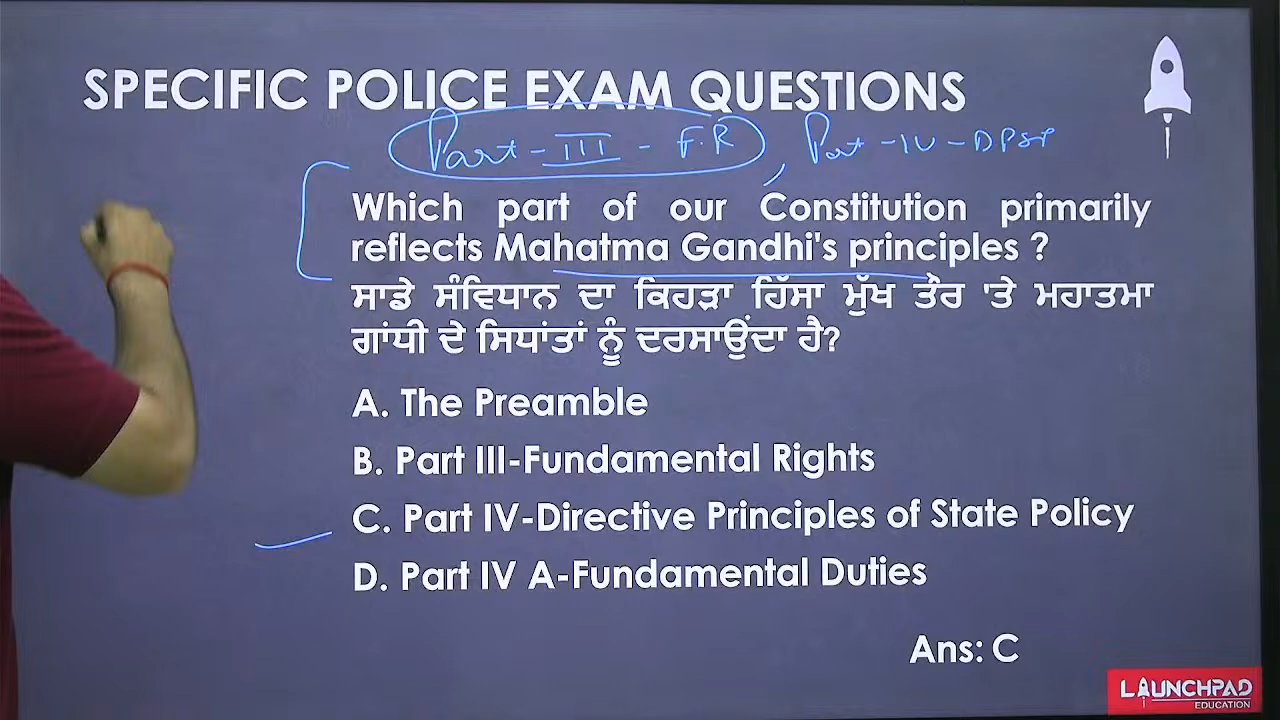 SPECIFIC POLICE EXAM QUESTIONS
Part - III - F.R , Part - IV - DPSP
Which part of our Constitution primarily
reflects Mahatma Gandhi's principles ?
ਸਾਡੇ ਸੰਵਿਧਾਨ ਦਾ ਕਿਹੜਾ ਹਿੱਸਾ ਮੁੱਖ ਤੌਰ 'ਤੇ ਮਹਾਤਮਾ
ਗਾਂਧੀ ਦੇ ਸਿਧਾਂਤਾਂ ਨੂੰ ਦਰਸਾਉਂਦਾ ਹੈ?
A. The Preamble
B. Part III-Fundamental Rights
C. Part IV-Directive Principles of State Policy
D. Part IV A-Fundamental Duties
Ans: C
LAUNCHPAD
EDUCATION